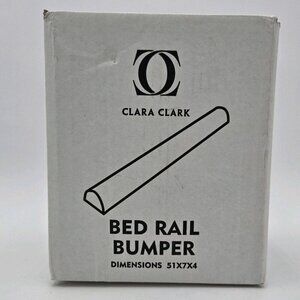 CLARA CLARK
BED RAIL
BUMPER
DIMENSIONS 51X7X4